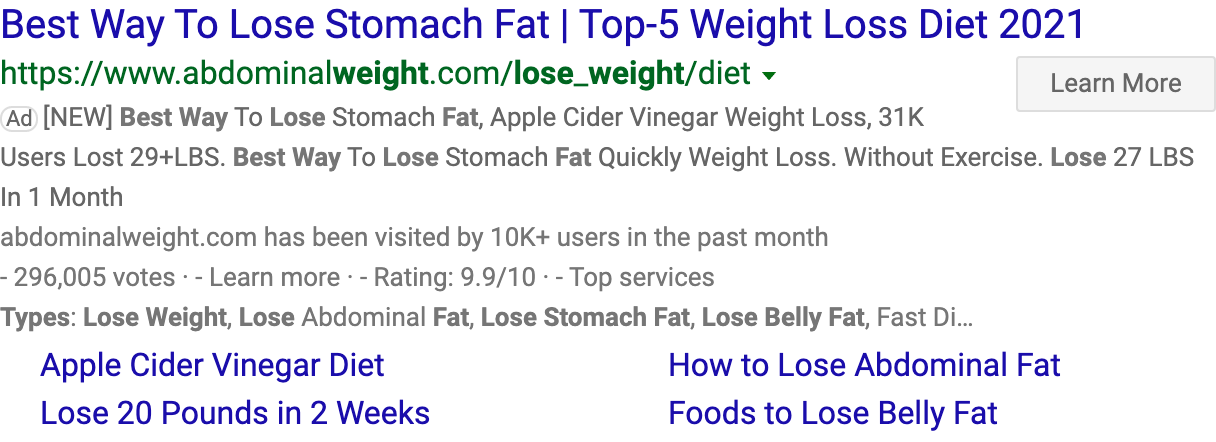 Best Way To Lose Stomach Fat | Top-5 Weight Loss Diet 2021
https://www.abdominalweight.com/lose_weight/diet
Learn More
Ad [NEW] Best Way To Lose Stomach Fat, Apple Cider Vinegar Weight Loss, 31K
Users Lost 29+LBS. Best Way To Lose Stomach Fat Quickly Weight Loss. Without Exercise. Lose 27 LBS
In 1 Month
abdominalweight.com has been visited by 10K+ users in the past month
- 296,005 votes · - Learn more · - Rating: 9.9/10 · - Top services
Types: Lose Weight, Lose Abdominal Fat, Lose Stomach Fat, Lose Belly Fat, Fast Di...
Apple Cider Vinegar Diet
How to Lose Abdominal Fat
Lose 20 Pounds in 2 Weeks
Foods to Lose Belly Fat